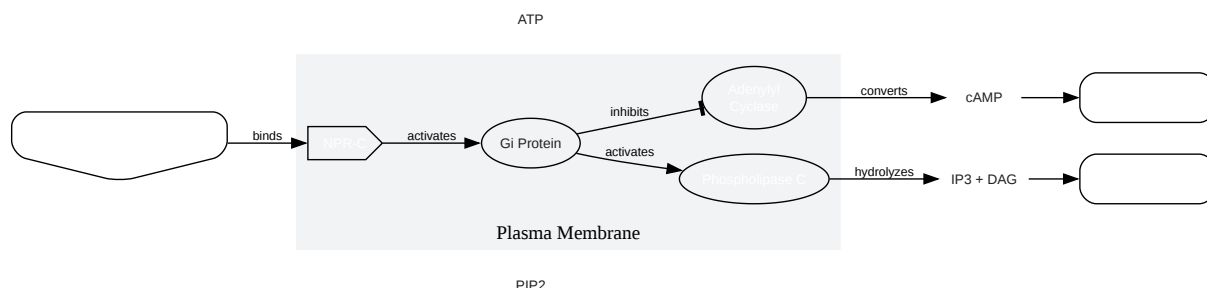 ATP
binds
NPR-C
activates
Gi Protein
inhibits
activates
Adenylyl
Cyclase
Phospholipase C
converts
cAMP
hydrolyzes
IP3 + DAG
Plasma Membrane
PIP2